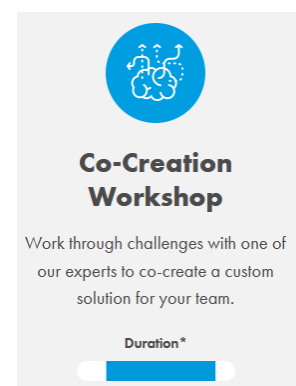 Co-Creation
Workshop
Work through challenges with one of
our experts to co-create a custom
solution for your team.
Duration*